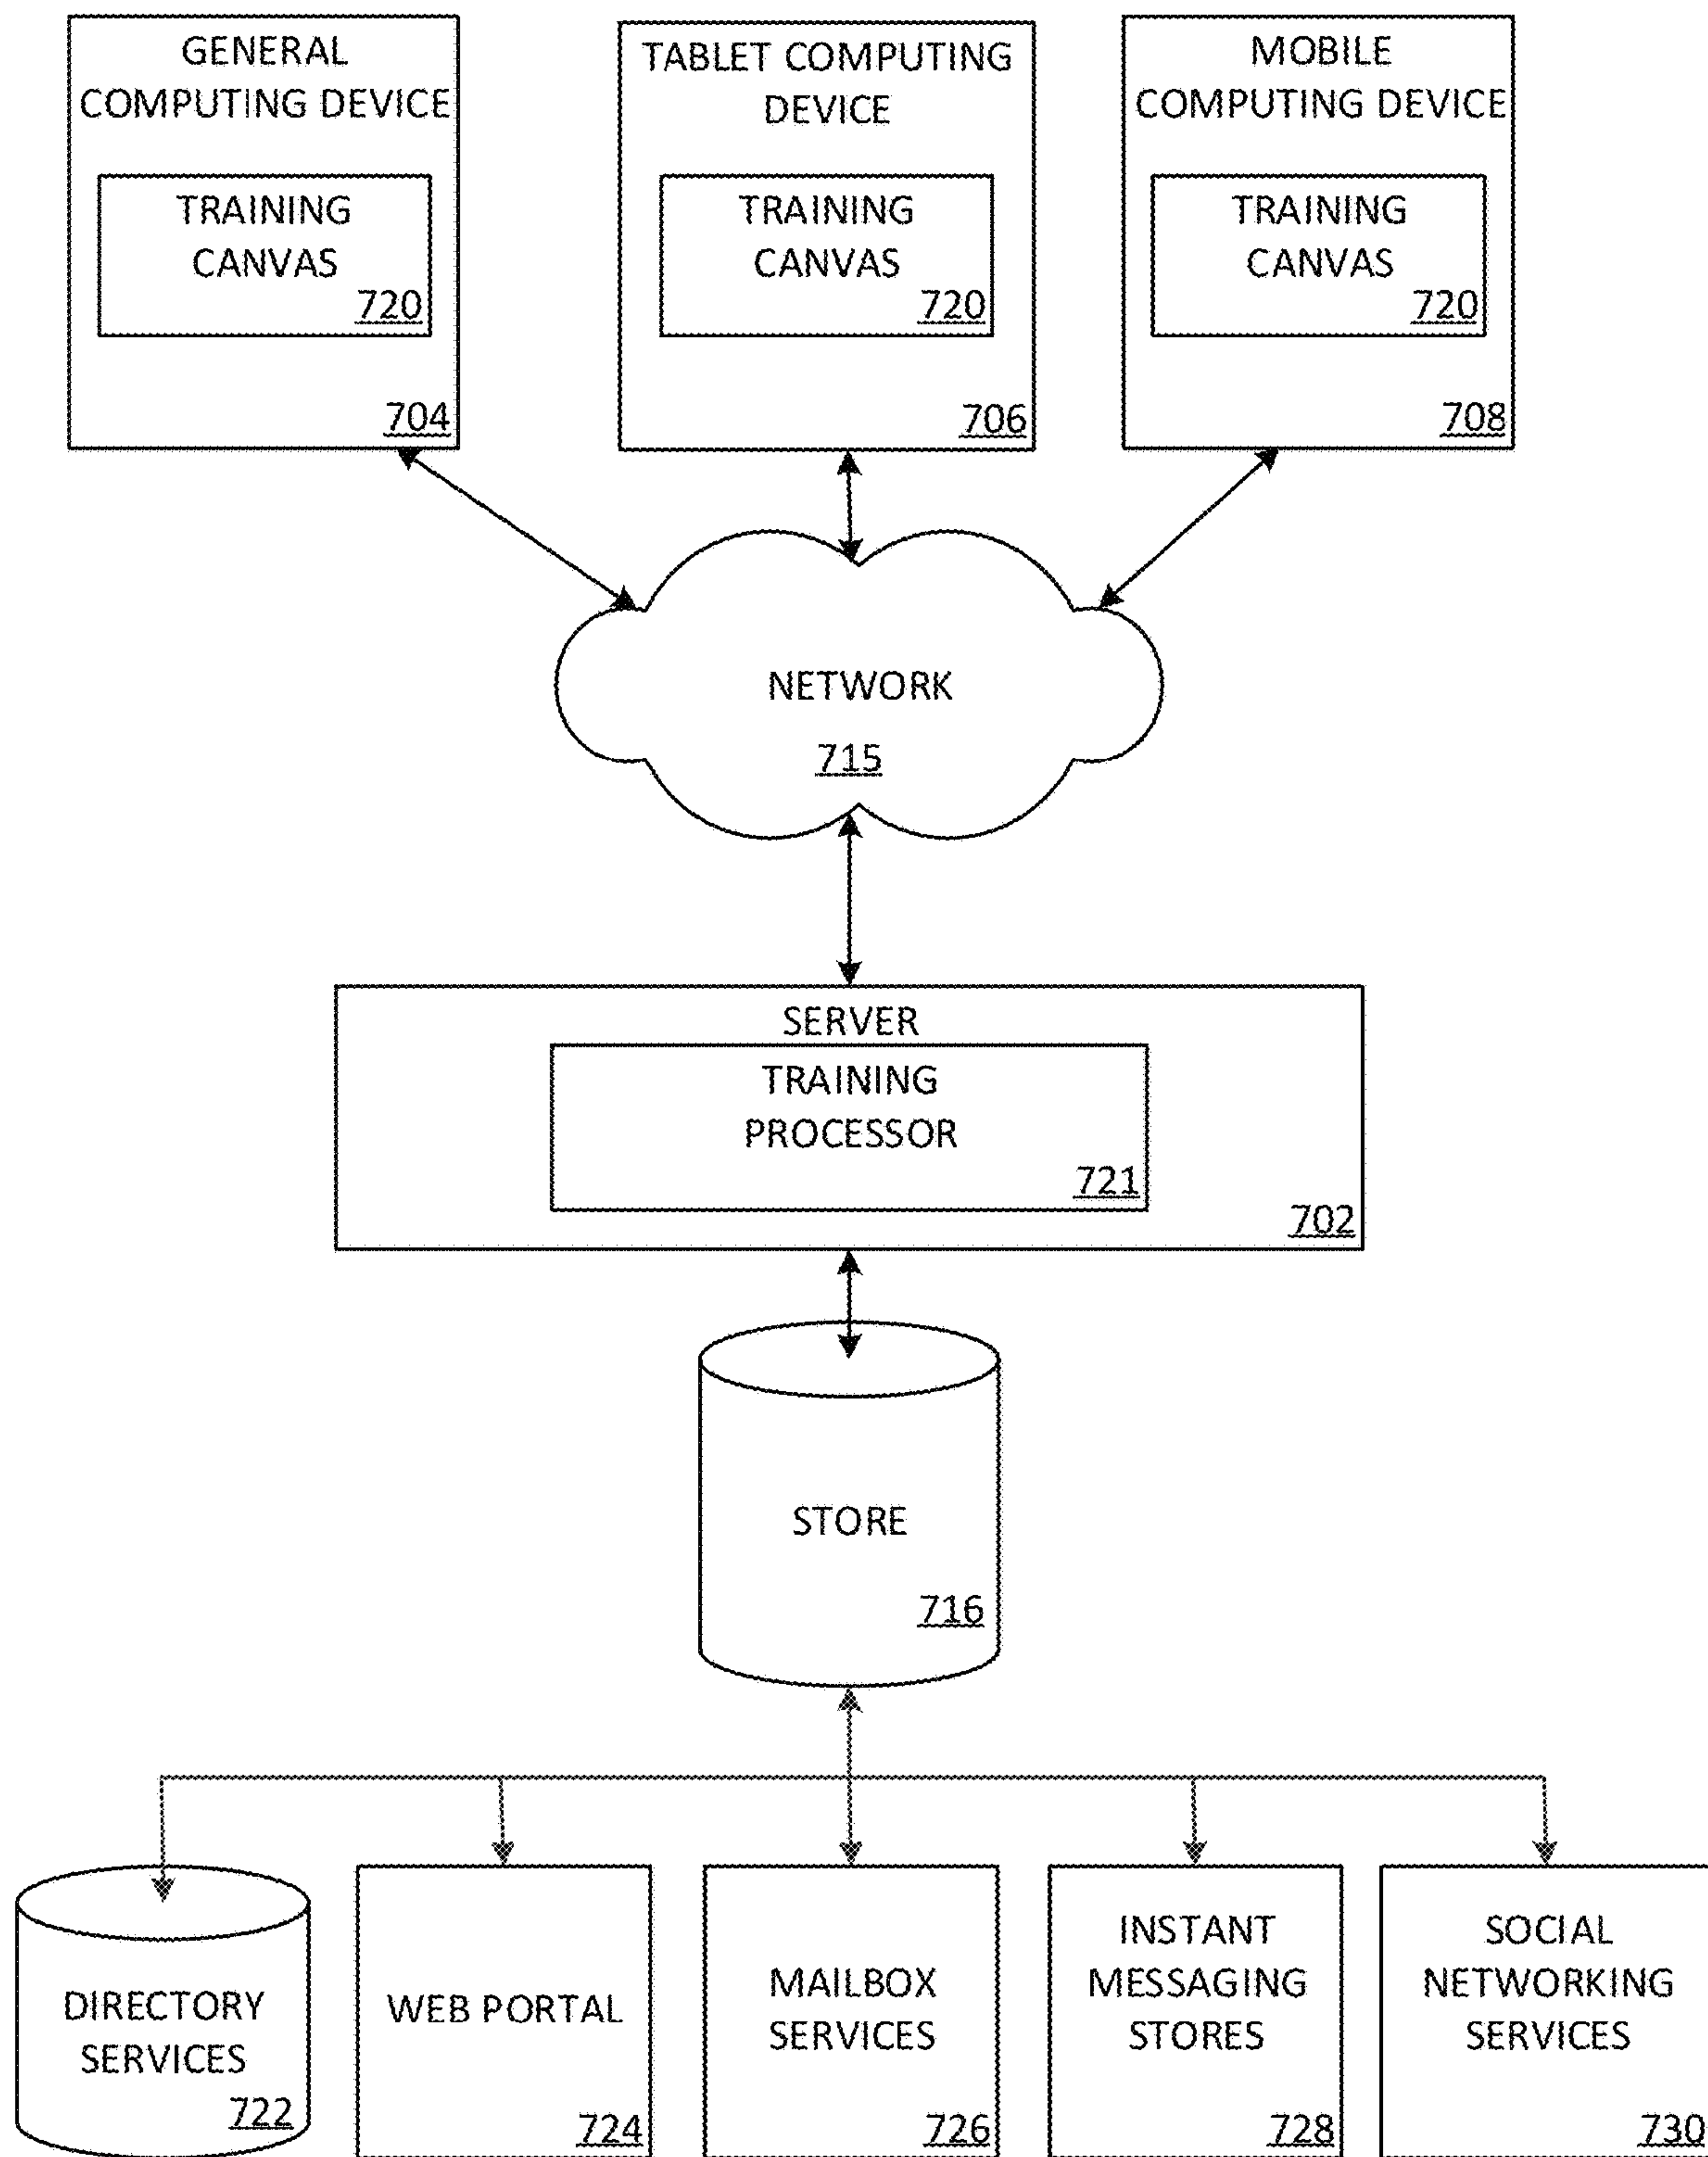 GENERAL
COMPUTING DEVICE
TRAINING
CANVAS
720
704
TABLET COMPUTING
DEVICE
TRAINING
CANVAS
720
706
MOBILE
COMPUTING DEVICE
TRAINING
CANVAS
720
708
NETWORK
715
SERVER
TRAINING
PROCESSOR
721
702
STORE
716
DIRECTORY
SERVICES
722
WEB PORTAL
724
MAILBOX
SERVICES
726
INSTANT
MESSAGING
STORES
728
SOCIAL
NETWORKING
SERVICES
730